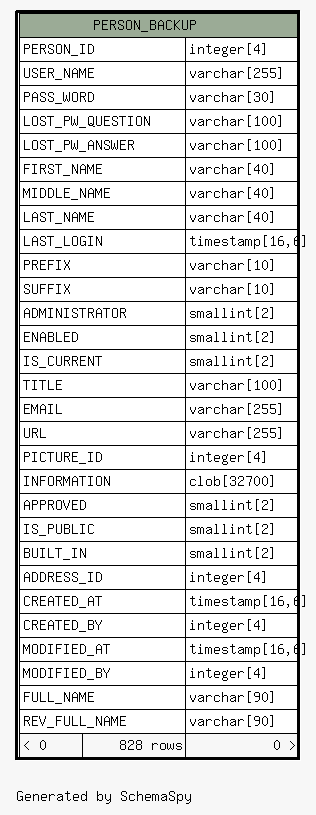 PERSON_BACKUP
PERSON_ID integer[4]
USER_NAME varchar[255]
PASS_WORD varchar[30]
LOST_PW_QUESTION varchar[100]
LOST_PW_ANSWER varchar[100]
FIRST_NAME varchar[40]
MIDDLE_NAME varchar[40]
LAST_NAME varchar[40]
LAST_LOGIN timestamp[16,6]
PREFIX varchar[10]
SUFFIX varchar[10]
ADMINISTRATOR smallint[2]
ENABLED smallint[2]
IS_CURRENT smallint[2]
TITLE varchar[100]
EMAIL varchar[255]
URL varchar[255]
PICTURE_ID integer[4]
INFORMATION clob[32700]
APPROVED smallint[2]
IS_PUBLIC smallint[2]
BUILT_IN smallint[2]
ADDRESS_ID integer[4]
CREATED_AT timestamp[16,6]
CREATED_BY integer[4]
MODIFIED_AT timestamp[16,6]
MODIFIED_BY integer[4]
FULL_NAME varchar[90]
REV_FULL_NAME varchar[90]
< 0 828 rows 0 >
Generated by SchemaSpy